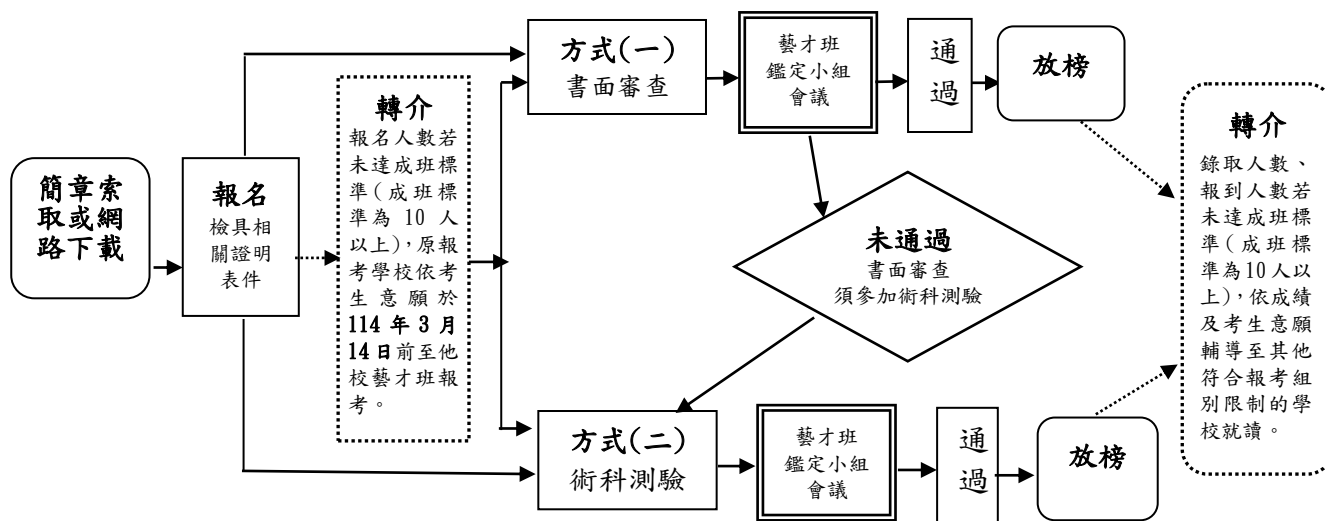 簡章索
取或網
路下載
報名
檢具相
關證明
表件
轉介
報名人數若
未達成班標
準(成班標
準為 10 人
以上)，原報
考學校依考
生意願於
114 年 3 月
14 日前至他
校藝才班報
考。
方式(一)
書面審查
藝才班
鑑定小組
會議
通
過
放榜
未通過
書面審查
須參加術科測驗
方式(二)
術科測驗
藝才班
鑑定小組
會議
通
過
放榜
轉介
錄取人數、
報到人數若
未達成班標
準(成班標
準為10人以
上)，依成績
及考生意願
輔導至其他
符合報考組
別限制的學
校就讀。